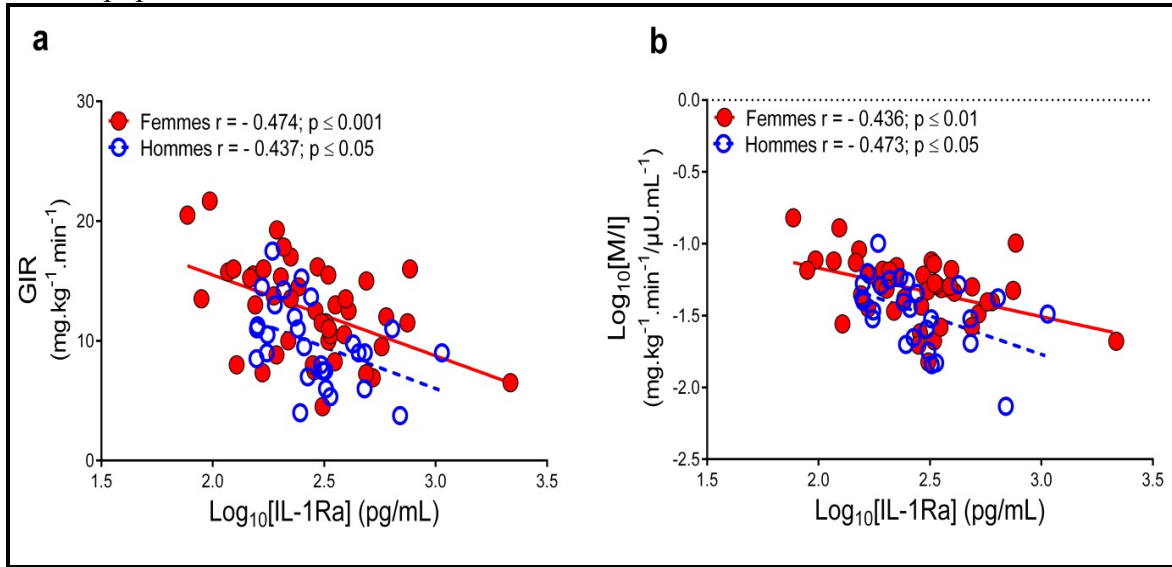 a
30
Femmes r = - 0.474; p ≤ 0.001
Hommes r = - 0.437; p ≤ 0.05
20
10
0
GIR
(mg.kg⁻¹.min⁻¹)
1.5 2.0 2.5 3.0 3.5
Log₁₀[IL-1Ra] (pg/mL)
b
0.0
Femmes r = - 0.436; p ≤ 0.01
Hommes r = - 0.473; p ≤ 0.05
-0.5
-1.0
-1.5
-2.0
-2.5
Log₁₀[M/I]
(mg.kg⁻¹.min⁻¹/µU.mL⁻¹)
1.5 2.0 2.5 3.0 3.5
Log₁₀[IL-1Ra] (pg/mL)